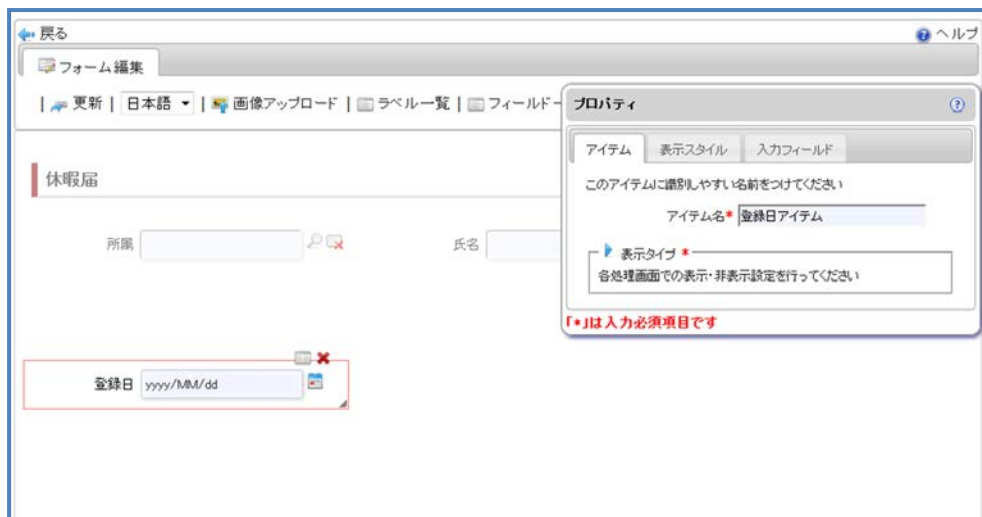 戻る ヘルプ
フォーム編集
| 更新 | 日本語 | 画像アップロード | ラベル一覧 | フィールド
プロパティ
アイテム 表示スタイル 入力フィールド
このアイテムに識別しやすい名前をつけてください
アイテム名* 登録日アイテム
表示タイプ *
各処理画面での表示・非表示設定を行ってください
「*」は入力必須項目です
休暇届
所属 氏名
登録日 yyyy/MM/dd